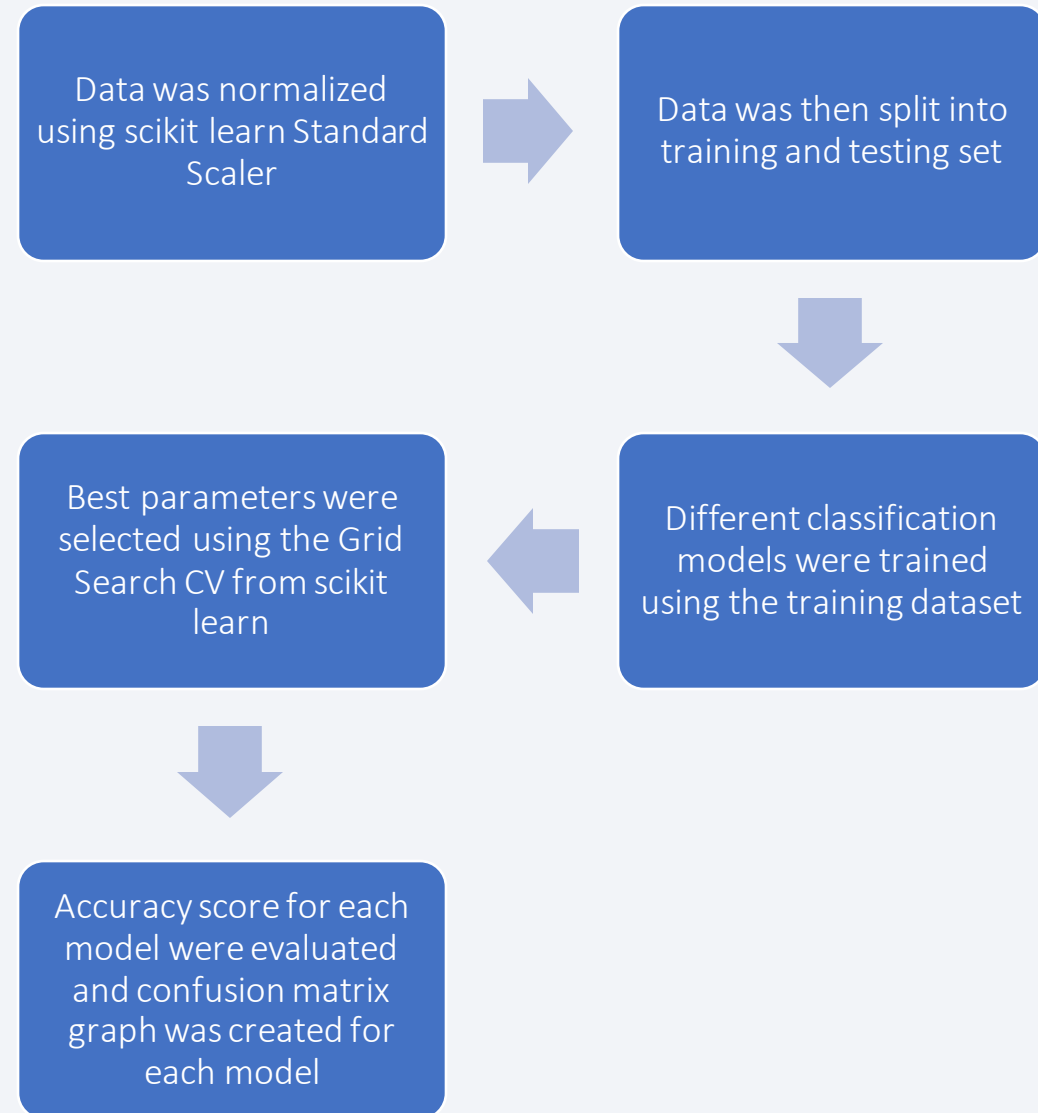 Data was normalized
using scikit learn Standard
Scaler
Data was then split into
training and testing set
Different classification
models were trained
using the training dataset
Best parameters were
selected using the Grid
Search CV from scikit
learn
Accuracy score for each
model were evaluated
and confusion matrix
graph was created for
each model